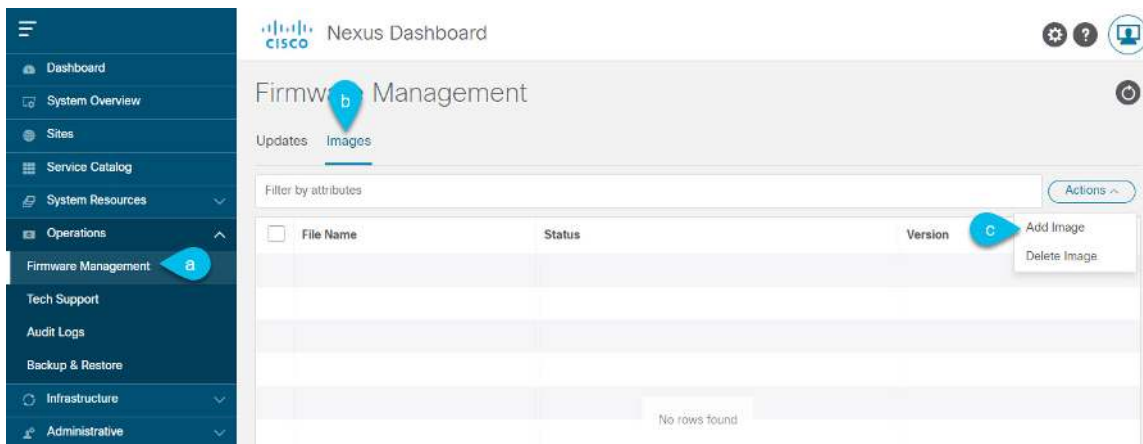 CISCO Nexus Dashboard
?
Dashboard
System Overview
Sites
Service Catalog
System Resources
Operations
Firmware Management
Tech Support
Audit Logs
Backup & Restore
Infrastructure
Administrative
a
Firmware Management
b
Updates Images
Filter by attributes
Actions
File Name Status Version
c
Add Image
Delete Image
No rows found